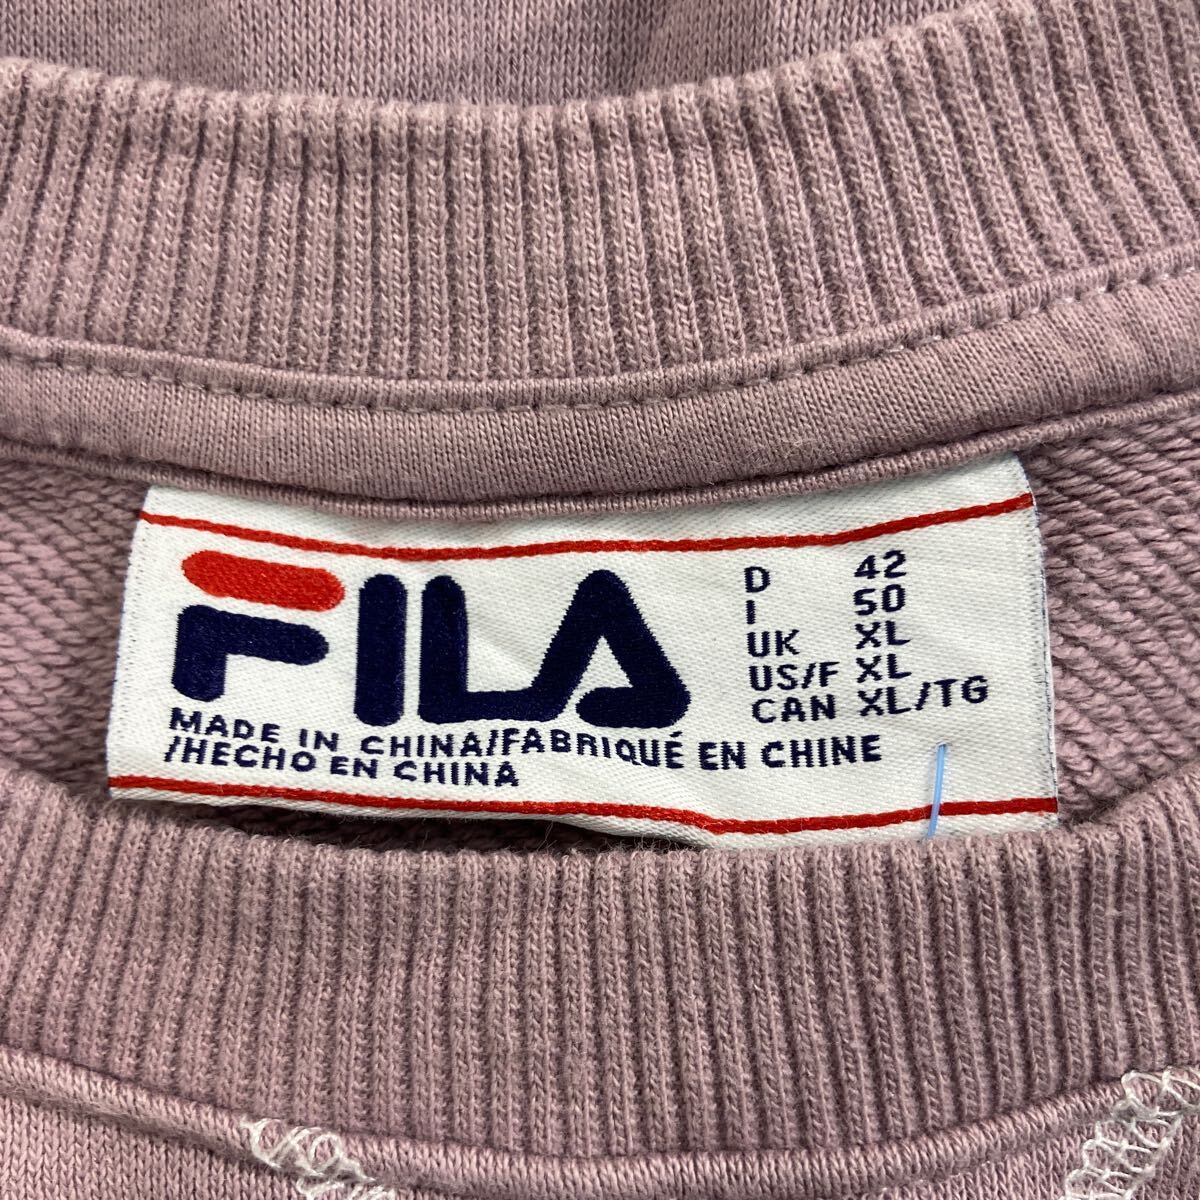 FILA
D 42
I 50
UK XL
US/F XL
CAN XL/TG
MADE IN CHINA/FABRIQUÉ EN CHINE
/HECHO EN CHINA